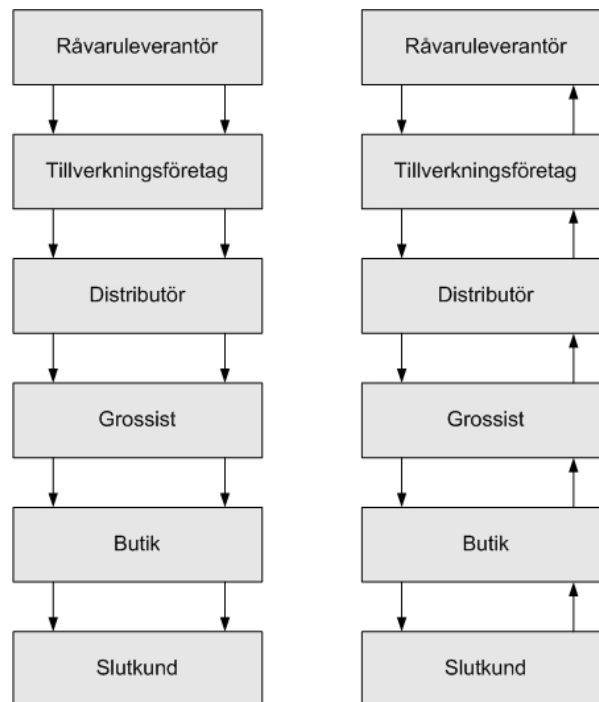 Råvaruleverantör
Tillverkningsföretag
Distributör
Grossist
Butik
Slutkund
Råvaruleverantör
Tillverkningsföretag
Distributör
Grossist
Butik
Slutkund